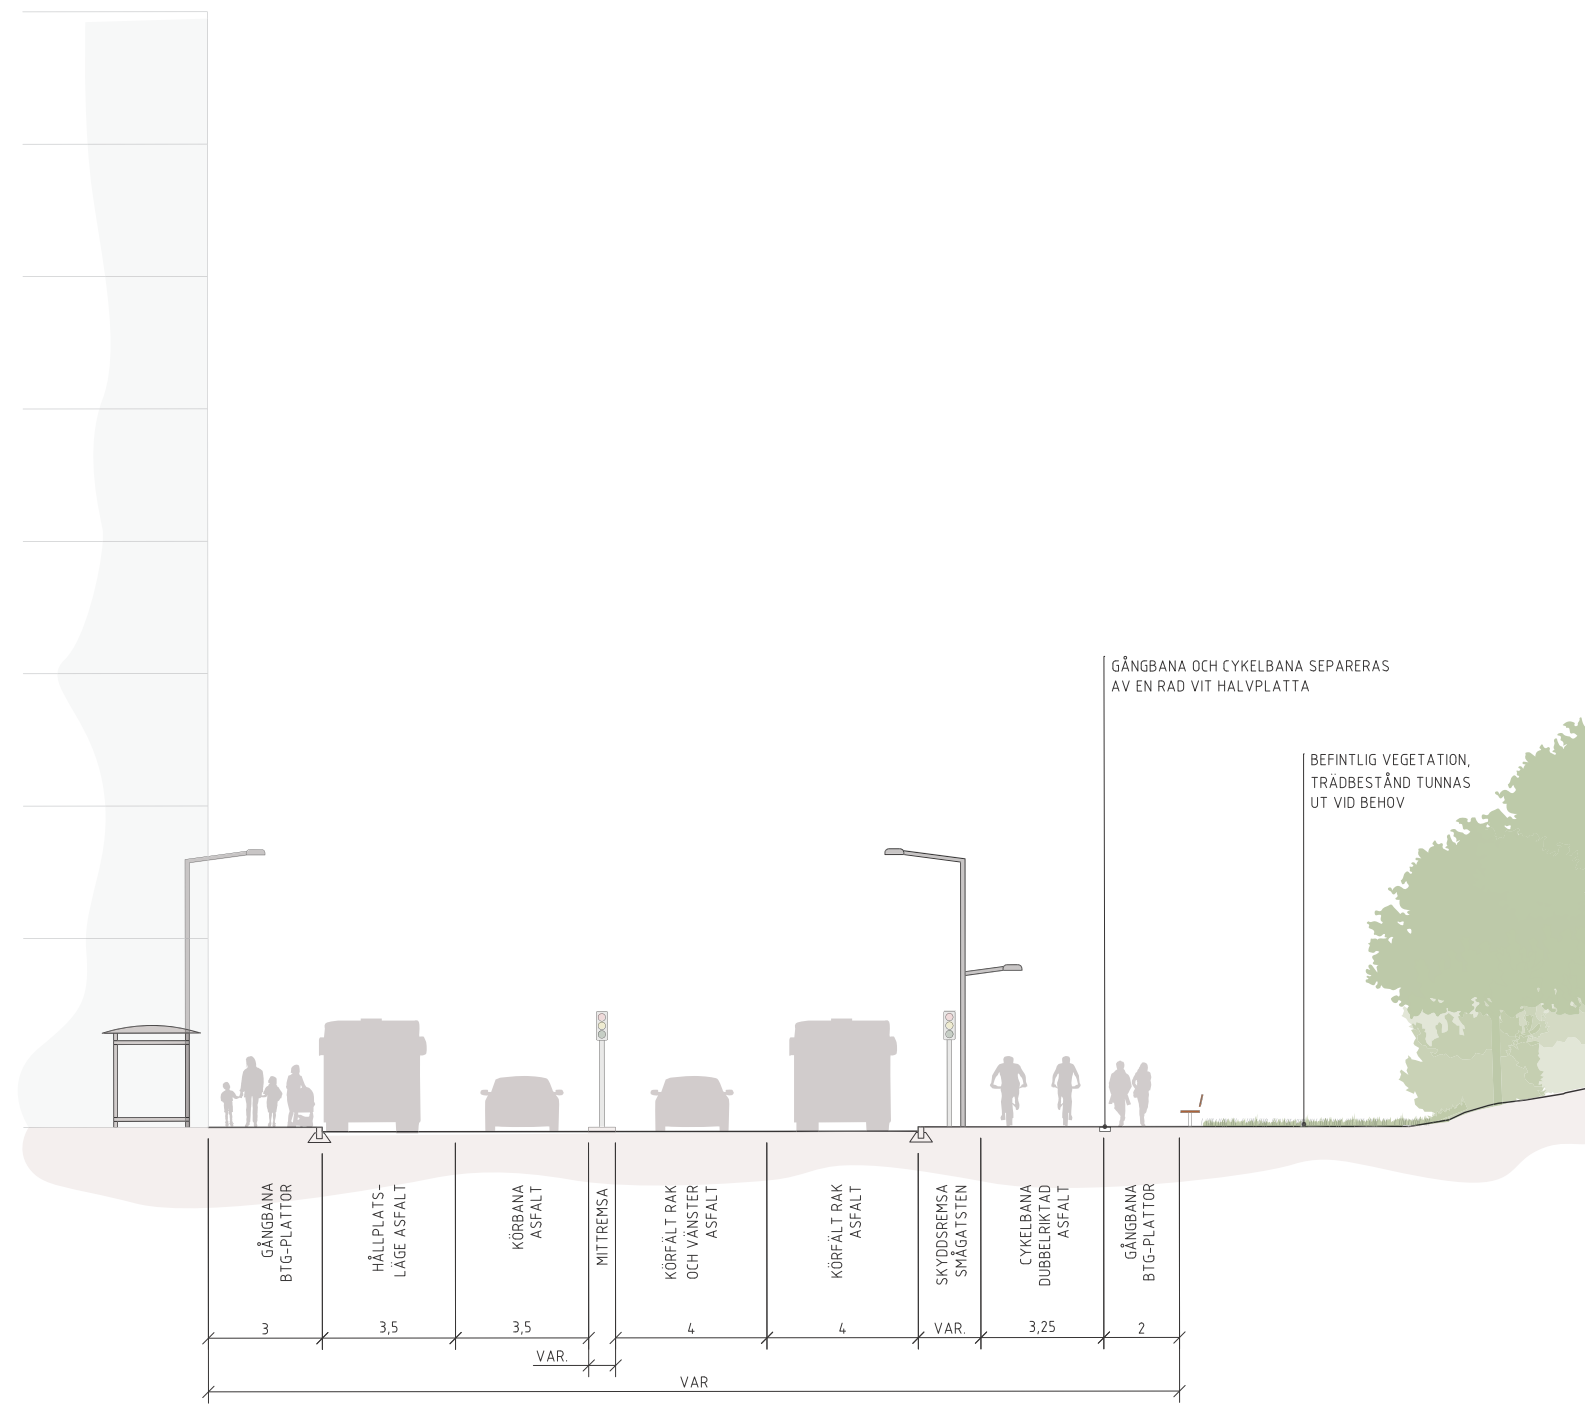 GÅNGBANA OCH CYKELBANA SEPARERAS
AV EN RAD VIT HALVPLATTA
BEFINTLIG VEGETATION,
TRÄDBESTÅND TUNNAS
UT VID BEHOV
GÅNGBANA
BTG-PLATTOR
HÅLLPLATS-
LÄGE ASFALT
KÖRBANA
ASFALT
MITTREMSA
KÖRFÄLT RAK
OCH VÄNSTER
ASFALT
KÖRFÄLT RAK
ASFALT
SKYDDSREMSA
SMÅGATSTEN
CYKELBANA
DUBBELRIKTAD
ASFALT
GÅNGBANA
BTG-PLATTOR
3
3,5
3,5
4
4
VAR.
3,25
2
VAR.
VAR